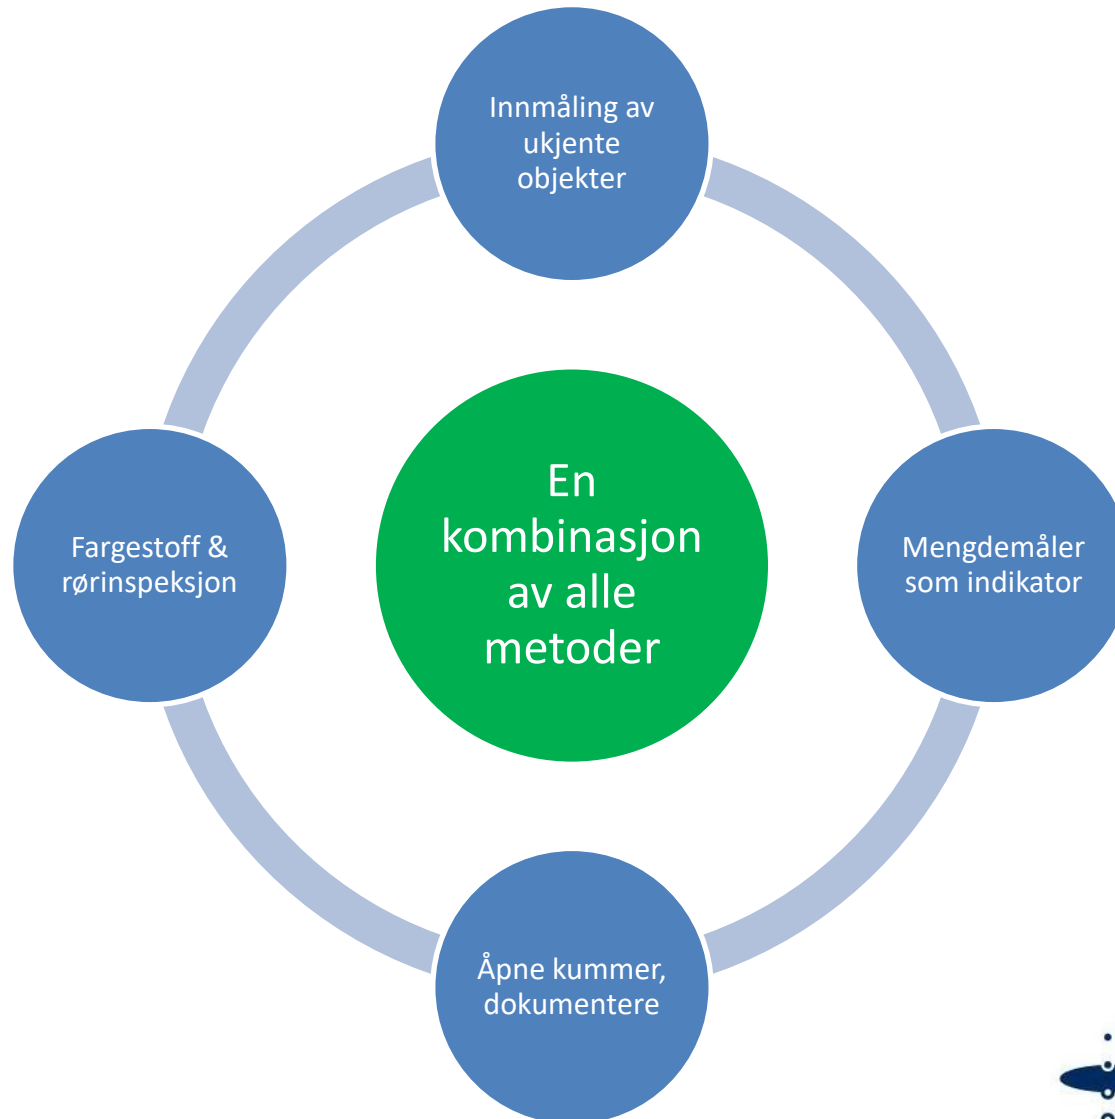 Innmåling av
ukjente
objekter
Fargestoff &
rørinspeksjon
En
kombinasjon
av alle
metoder
Mengdemåler
som indikator
Åpne kummer,
dokumentere